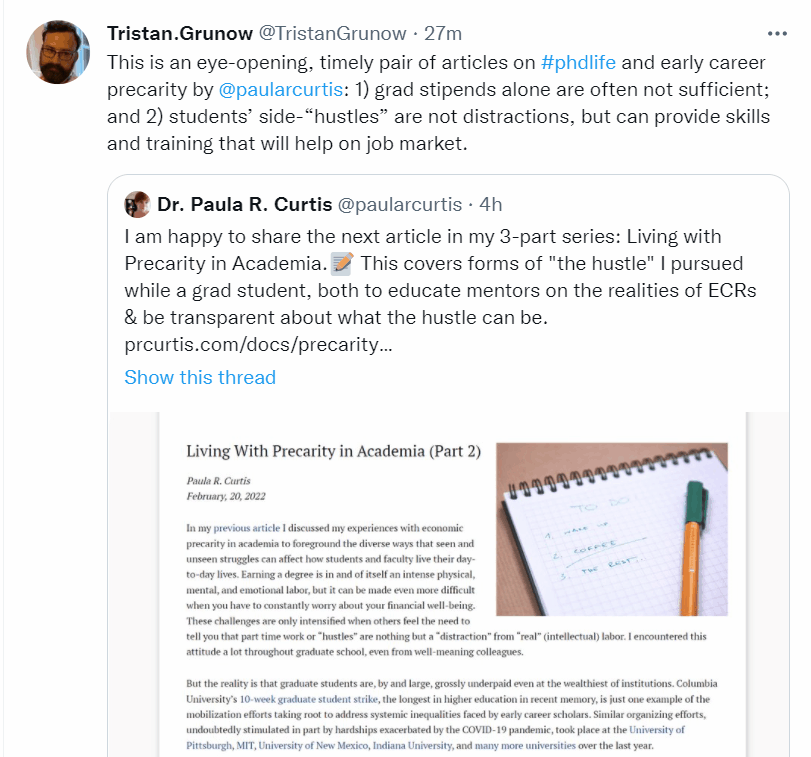 Tristan.Grunow @TristanGrunow · 27m
This is an eye-opening, timely pair of articles on #phdlife and early career
precarity by @paularcurtis: 1) grad stipends alone are often not sufficient;
and 2) students’ side-“hustles” are not distractions, but can provide skills
and training that will help on job market.
Dr. Paula R. Curtis @paularcurtis · 4h
I am happy to share the next article in my 3-part series: Living with
Precarity in Academia.📝 This covers forms of "the hustle" I pursued
while a grad student, both to educate mentors on the realities of ECRs
& be transparent about what the hustle can be.
prcurtis.com/docs/precarity...
Show this thread
Living With Precarity in Academia (Part 2)
Paula R. Curtis
February, 20, 2022
In my previous article I discussed my experiences with economic
precarity in academia to foreground the diverse ways that seen and
unseen struggles can affect how students and faculty live their day-
to-day lives. Earning a degree is in and of itself an intense physical,
mental, and emotional labor, but it can be made even more difficult
when you have to constantly worry about your financial well-being.
These challenges are only intensified when others feel the need to
tell you that part time work or “hustles” are nothing but a “distraction” from “real” (intellectual) labor. I encountered this
attitude a lot throughout graduate school, even from well-meaning colleagues.
But the reality is that graduate students are, by and large, grossly underpaid even at the wealthiest of institutions. Columbia
University's 10-week graduate student strike, the longest in higher education in recent memory, is just one example of the
mobilization efforts taking root to address systemic inequalities faced by early career scholars. Similar organizing efforts,
undoubtedly stimulated in part by hardships exacerbated by the COVID-19 pandemic, took place at the University of
Pittsburgh, MIT, University of New Mexico, Indiana University, and many more universities over the last year.
TO DO
1. WAKE UP
2. COFFEE
3. THE REST...